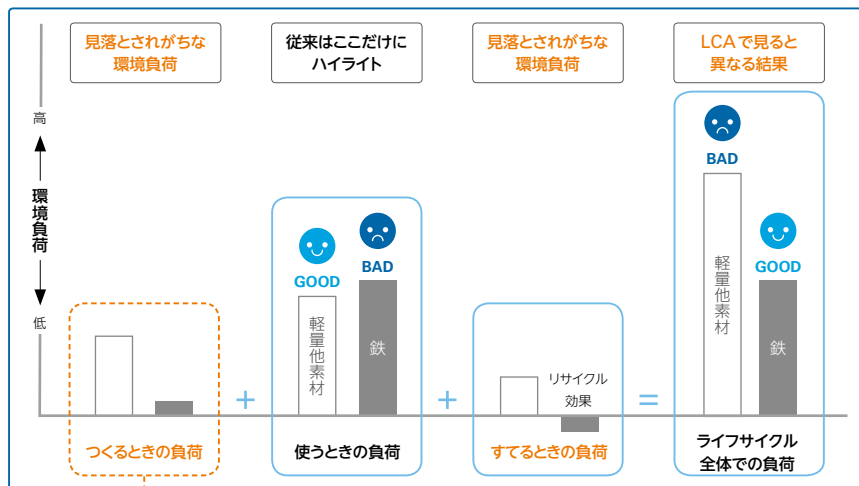 見落とされがちな
環境負荷
従来はここだけに
ハイライト
見落とされがちな
環境負荷
LCAで見ると
異なる結果
高
環境負荷
低
GOOD
BAD
軽量他素材
鉄
リサイクル
効果
BAD
GOOD
軽量他素材
鉄
+
+
=
つくるときの負荷
使うときの負荷
すてるときの負荷
ライフサイクル
全体での負荷